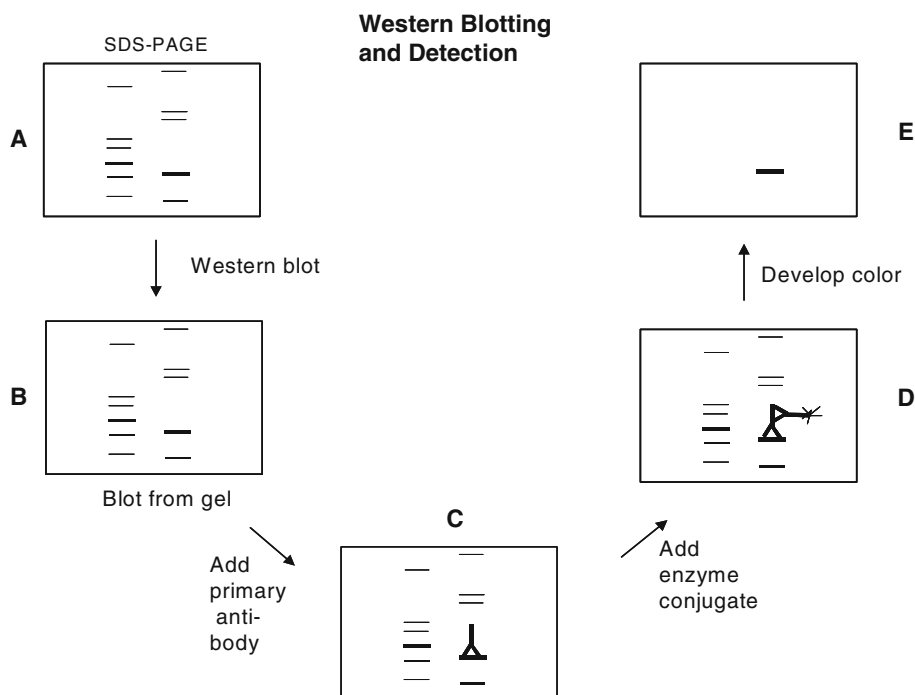 Western Blotting
and Detection
SDS-PAGE
A
Western blot
B
Blot from gel
Add
primary
anti-
body
C
Add
enzyme
conjugate
D
Develop color
E